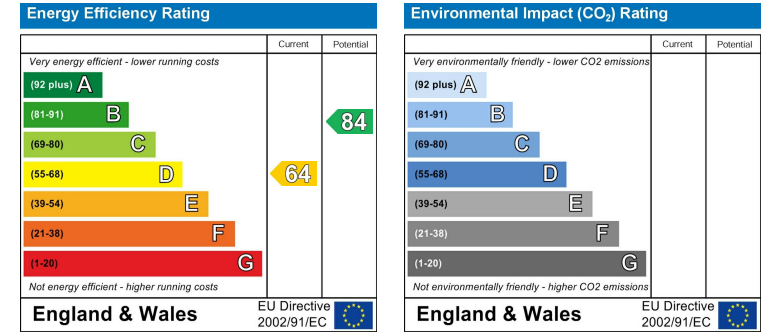 Energy Efficiency Rating
Current Potential
Very energy efficient - lower running costs
(92 plus) A
(81-91) B
84
(69-80) C
(55-68) D
64
(39-54) E
(21-38) F
(1-20) G
Not energy efficient - higher running costs
England & Wales
EU Directive
2002/91/EC
Environmental Impact (CO₂) Rating
Current Potential
Very environmentally friendly - lower CO2 emissions
(92 plus) A
(81-91) B
(69-80) C
(55-68) D
(39-54) E
(21-38) F
(1-20) G
Not environmentally friendly - higher CO2 emissions
England & Wales
EU Directive
2002/91/EC